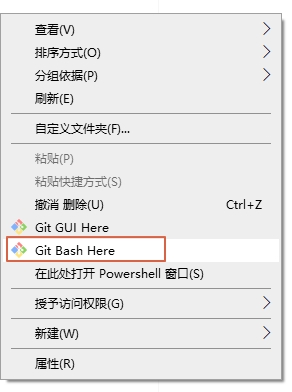 查看(V)
排序方式(O)
分组依据(P)
刷新(E)
自定义文件夹(F)...
粘贴(P)
粘贴快捷方式(S)
撤消 删除(U) Ctrl+Z
Git GUI Here
Git Bash Here
在此处打开 Powershell 窗口(S)
授予访问权限(G)
新建(W)
属性(R)